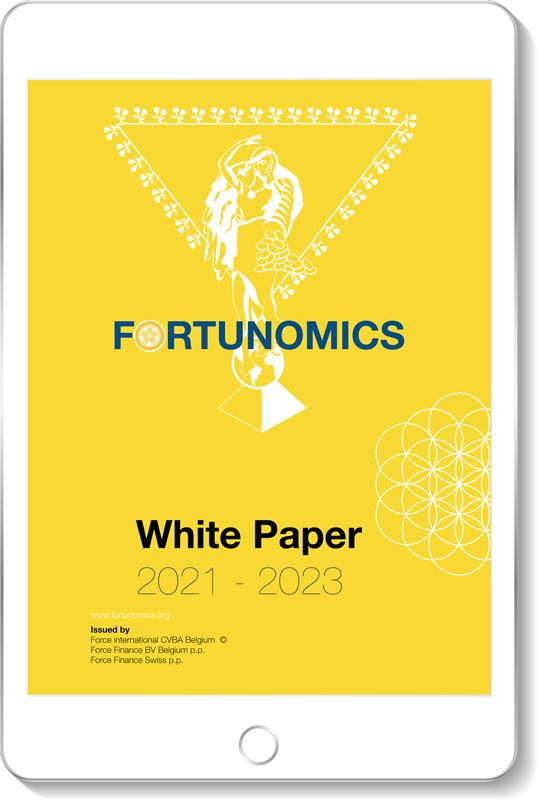 FORTUNOMICS
White Paper
2021 - 2023
www.fortunomics.org
Issued by
Force international CVBA Belgium ©
Force Finance BV Belgium p.p.
Force Finance Swiss p.p.